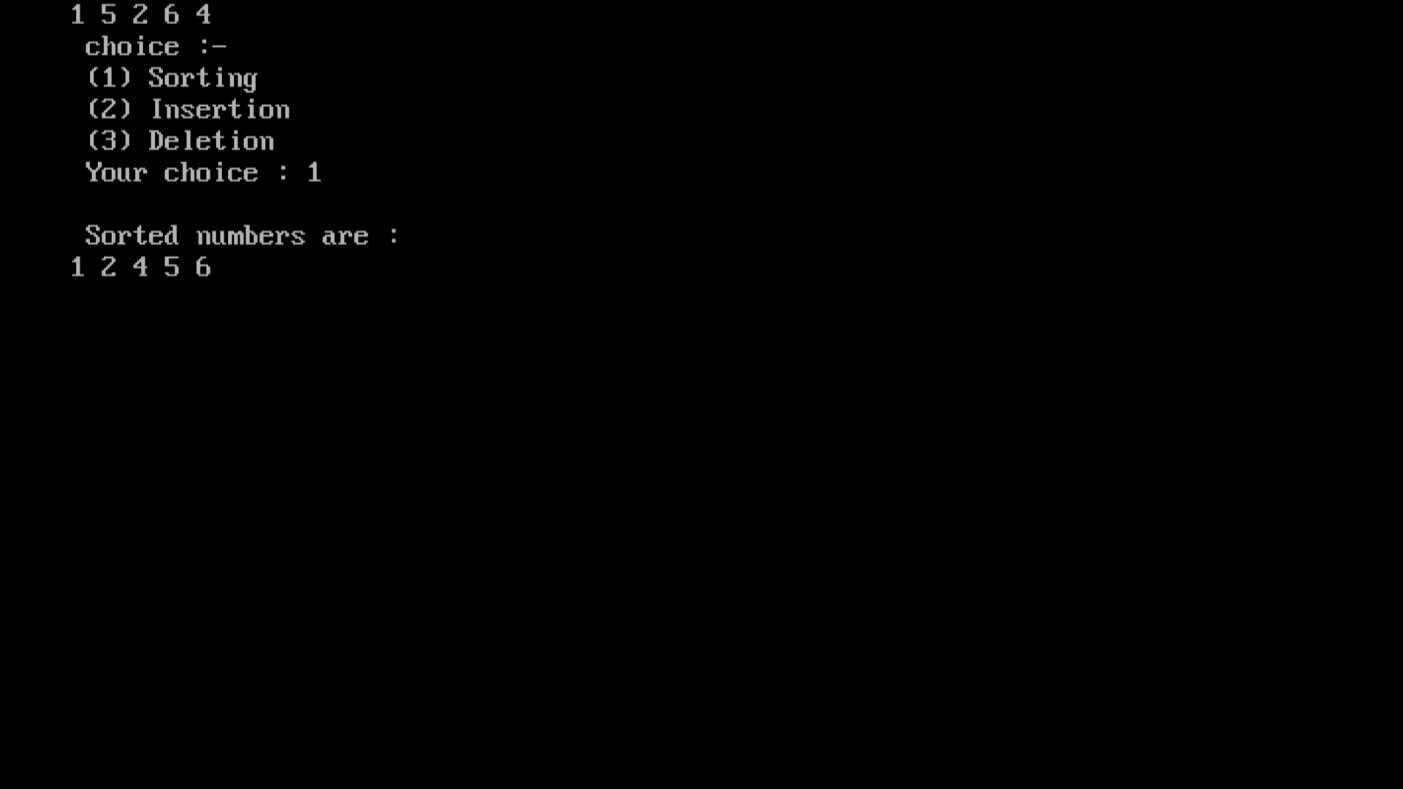 1 5 2 6 4
choice :-
(1) Sorting
(2) Insertion
(3) Deletion
Your choice : 1
Sorted numbers are :
1 2 4 5 6